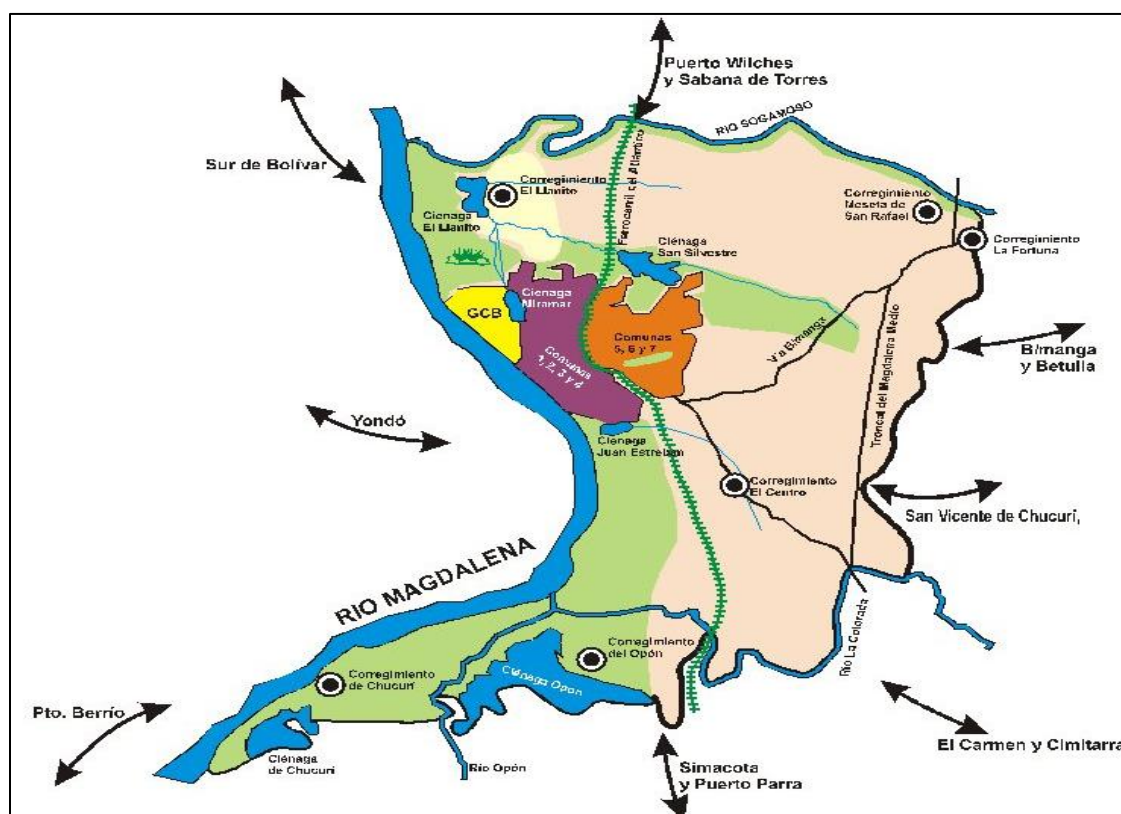 Puerto Wilches
y Sabana de Torres
RIO SOGAMOSO
Sur de Bolívar
Corregimiento
El Llanito
Ferrocarril del Atlántico
Corregimiento
Meseta de
San Rafael
Ciénaga
El Llanito
Corregimiento
La Fortuna
Ciénaga
San Silvestre
Ciénaga
Miramar
GCB
Comunas
5, 6 y 7
Vía B/manga
Troncal del Magdalena Medio
B/manga
y Betulia
Comunas
1, 2, 3 y 4
Yondó
Ciénaga
Juan Esteban
Corregimiento
El Centro
San Vicente de Chucurí,
RIO MAGDALENA
Río La Colorada
Corregimiento
del Opón
Corregimiento
de Chucurí
Ciénaga Opón
Pto. Berrío
El Carmen y Cimitarra
Ciénaga
de Chucurí
Río Opón
Simacota
y Puerto Parra